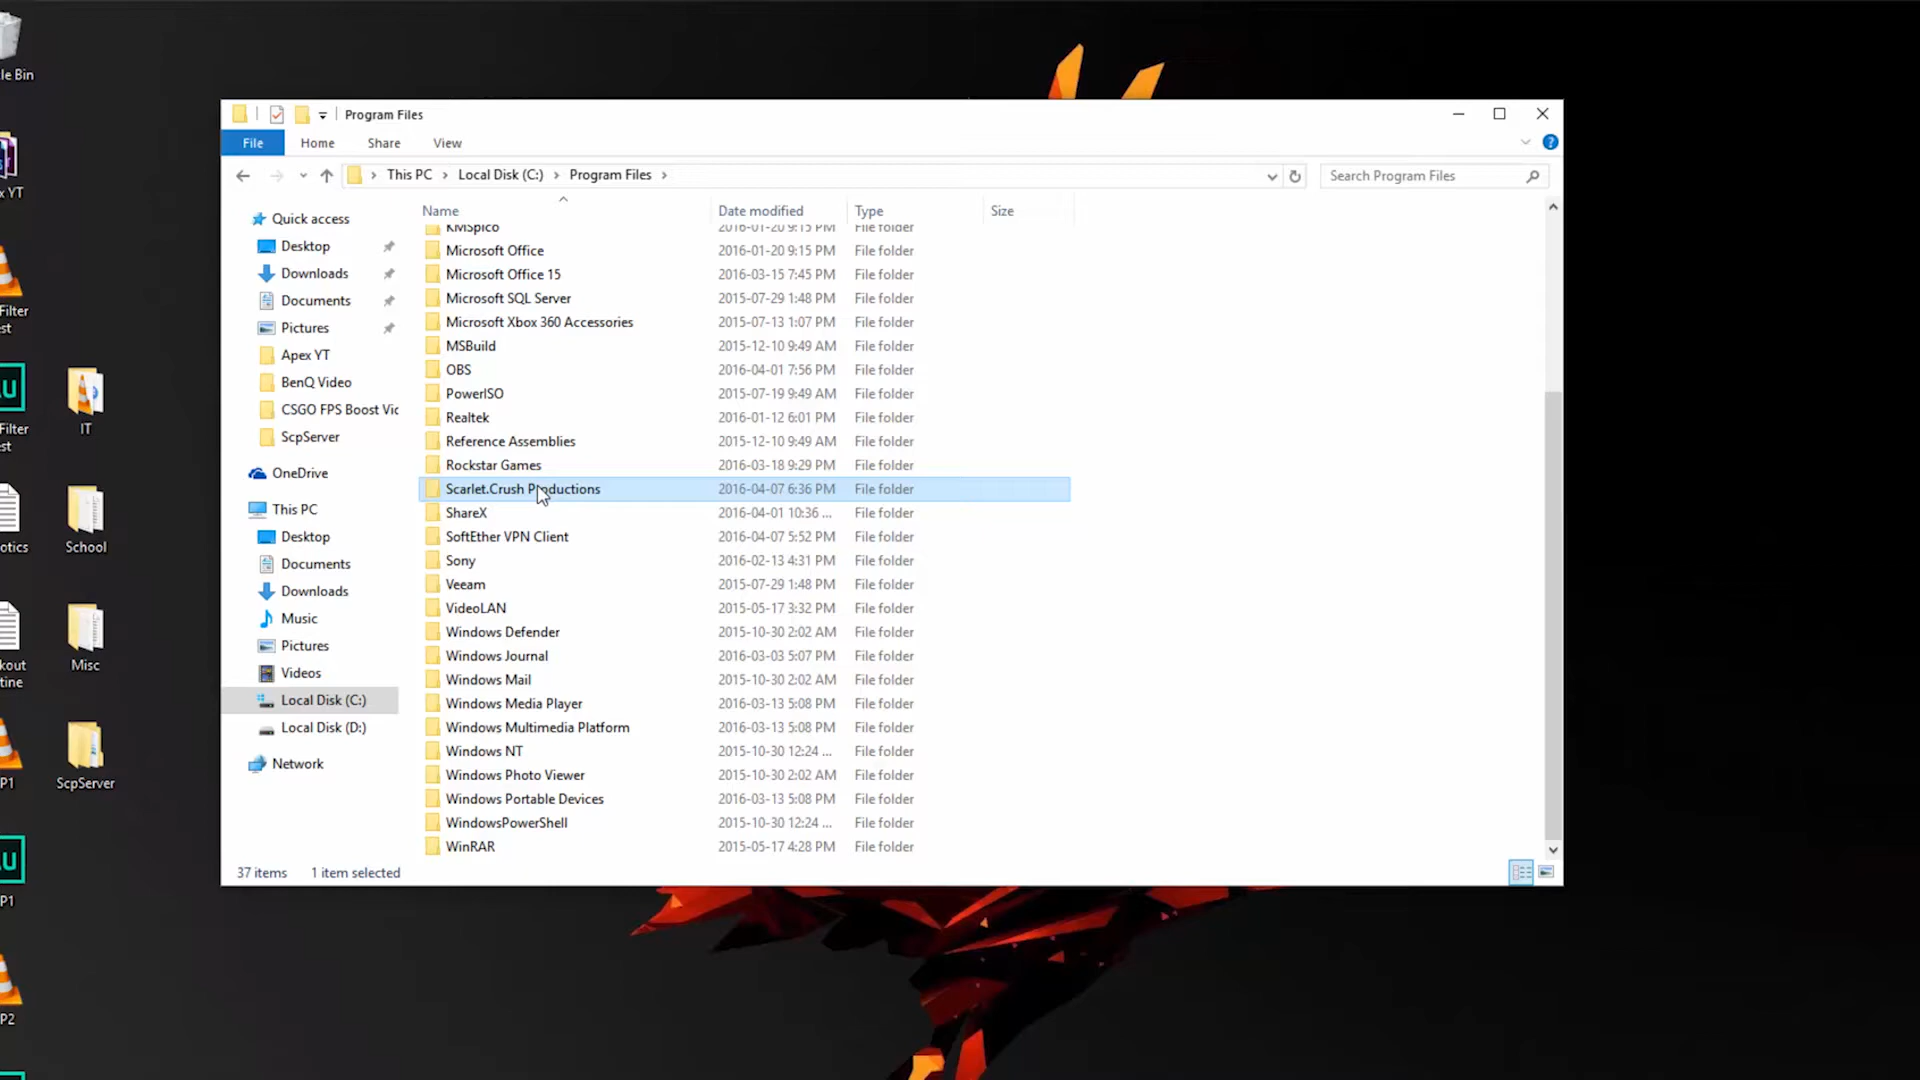 Program Files
File Home Share View
This PC Local Disk (C:) Program Files
Search Program Files
Name Date modified Type Size
Quick access
Desktop
Downloads
Documents
Pictures
Apex YT
BenQ Video
CSGO FPS Boost Vic
ScpServer
OneDrive
This PC
Desktop
Documents
Downloads
Music
Pictures
Videos
Local Disk (C:)
Local Disk (D:)
Network
KMSpico 2016-01-20 9:15 PM File folder
Microsoft Office 2016-01-20 9:15 PM File folder
Microsoft Office 15 2016-03-15 7:45 PM File folder
Microsoft SQL Server 2015-07-29 1:48 PM File folder
Microsoft Xbox 360 Accessories 2015-07-13 1:07 PM File folder
MSBuild 2015-12-10 9:49 AM File folder
OBS 2016-04-01 7:56 PM File folder
PowerISO 2015-07-19 9:49 AM File folder
Realtek 2016-01-12 6:01 PM File folder
Reference Assemblies 2015-12-10 9:49 AM File folder
Rockstar Games 2016-03-18 9:29 PM File folder
Scarlet.Crush Productions 2016-04-07 6:36 PM File folder
ShareX 2016-04-01 10:36 ... File folder
SoftEther VPN Client 2016-04-07 5:52 PM File folder
Sony 2016-02-13 4:31 PM File folder
Veeam 2015-07-29 1:48 PM File folder
VideoLAN 2015-05-17 3:32 PM File folder
Windows Defender 2015-10-30 2:02 AM File folder
Windows Journal 2016-03-03 5:07 PM File folder
Windows Mail 2015-10-30 2:02 AM File folder
Windows Media Player 2016-03-13 5:08 PM File folder
Windows Multimedia Platform 2016-03-13 5:08 PM File folder
Windows NT 2015-10-30 12:24 ... File folder
Windows Photo Viewer 2015-10-30 2:02 AM File folder
Windows Portable Devices 2016-03-13 5:08 PM File folder
WindowsPowerShell 2015-10-30 12:24 ... File folder
WinRAR 2015-05-17 4:28 PM File folder
37 items 1 item selected
le Bin
x YT
Filter
est
Filter
est
otics
kout
tine
P1
P1
P2
IT
School
Misc
ScpServer